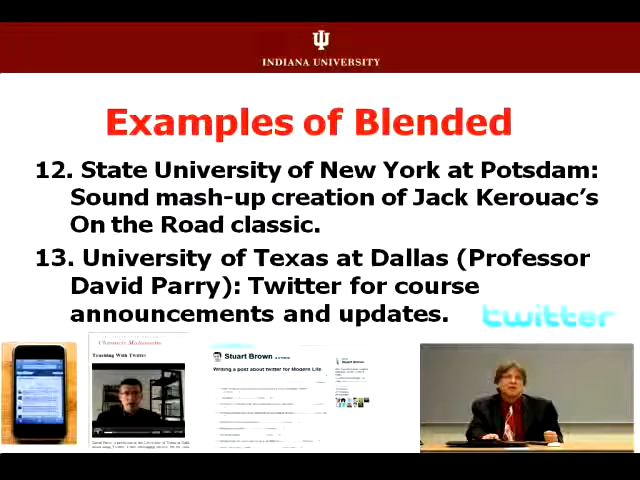 INDIANA UNIVERSITY
Examples of Blended
12. State University of New York at Potsdam:
Sound mash-up creation of Jack Kerouac's
On the Road classic.
13. University of Texas at Dallas (Professor
David Parry): Twitter for course
announcements and updates.
twitter
Teaching With Twitter
Stuart Brown
Writing a post about twitter for Modern Life.
Stuart Brown